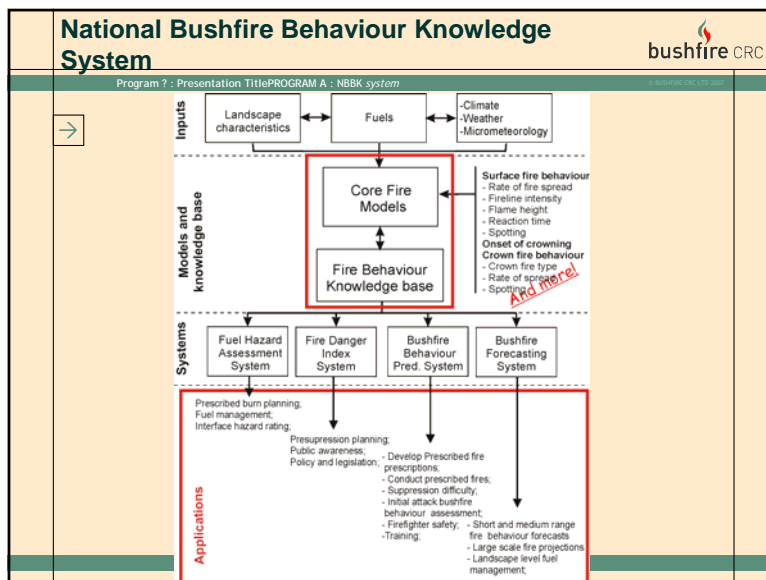 National Bushfire Behaviour Knowledge
System
bushfire CRC
Program ? : Presentation TitlePROGRAM A : NBBK system
© BUSHFIRE CRC LTD 2007
Inputs
Landscape
characteristics
Fuels
-Climate
-Weather
-Micrometeorology
Models and
knowledge base
Core Fire
Models
Fire Behaviour
Knowledge base
Surface fire behaviour
- Rate of fire spread
- Fireline intensity
- Flame height
- Reaction time
- Spotting
Onset of crowning
Crown fire behaviour
- Crown fire type
- Rate of spread
- Spotting
And more!
Systems
Fuel Hazard
Assessment
System
Fire Danger
Index
System
Bushfire
Behaviour
Pred. System
Bushfire
Forecasting
System
Applications
Prescribed burn planning;
Fuel management;
Interface hazard rating;
Presupression planning;
Public awareness;
Policy and legislation;
- Develop Prescribed fire
prescriptions;
- Conduct prescribed fires;
- Suppression difficulty;
- Initial attack bushfire
behaviour assessment;
- Firefighter safety;
-Training;
- Short and medium range
fire behaviour forecasts
- Large scale fire projections
- Landscape level fuel
management;